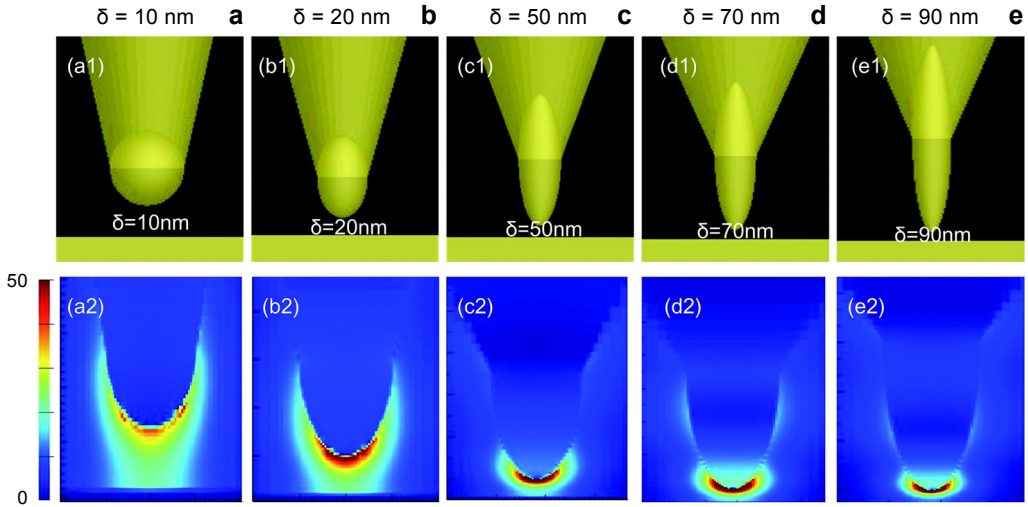 δ = 10 nm a δ = 20 nm b δ = 50 nm c δ = 70 nm d δ = 90 nm e
(a1) (b1) (c1) (d1) (e1)
δ=10nm δ=20nm δ=50nm δ=70nm δ=90nm
50
(a2) (b2) (c2) (d2) (e2)
0